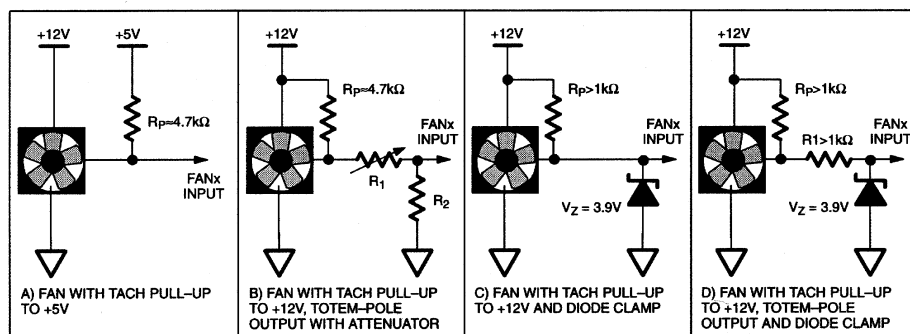 +12V
+5V
RP≈4.7kΩ
FANx
INPUT
A) FAN WITH TACH PULL–UP
TO +5V
+12V
RP≈4.7kΩ
FANx
INPUT
R1
R2
B) FAN WITH TACH PULL–UP
TO +12V, TOTEM–POLE
OUTPUT WITH ATTENUATOR
+12V
RP>1kΩ
FANx
INPUT
VZ = 3.9V
C) FAN WITH TACH PULL–UP
TO +12V AND DIODE CLAMP
+12V
RP>1kΩ
FANx
INPUT
R1>1kΩ
VZ = 3.9V
D) FAN WITH TACH PULL–UP
TO +12V, TOTEM–POLE
OUTPUT AND DIODE CLAMP